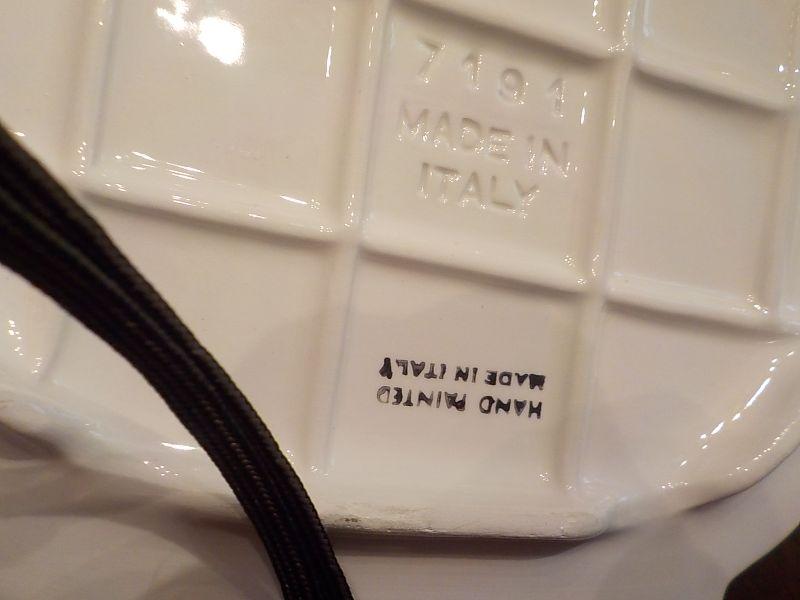 7191
MADE IN
ITALY
HAND PAINTED
MADE IN ITALY